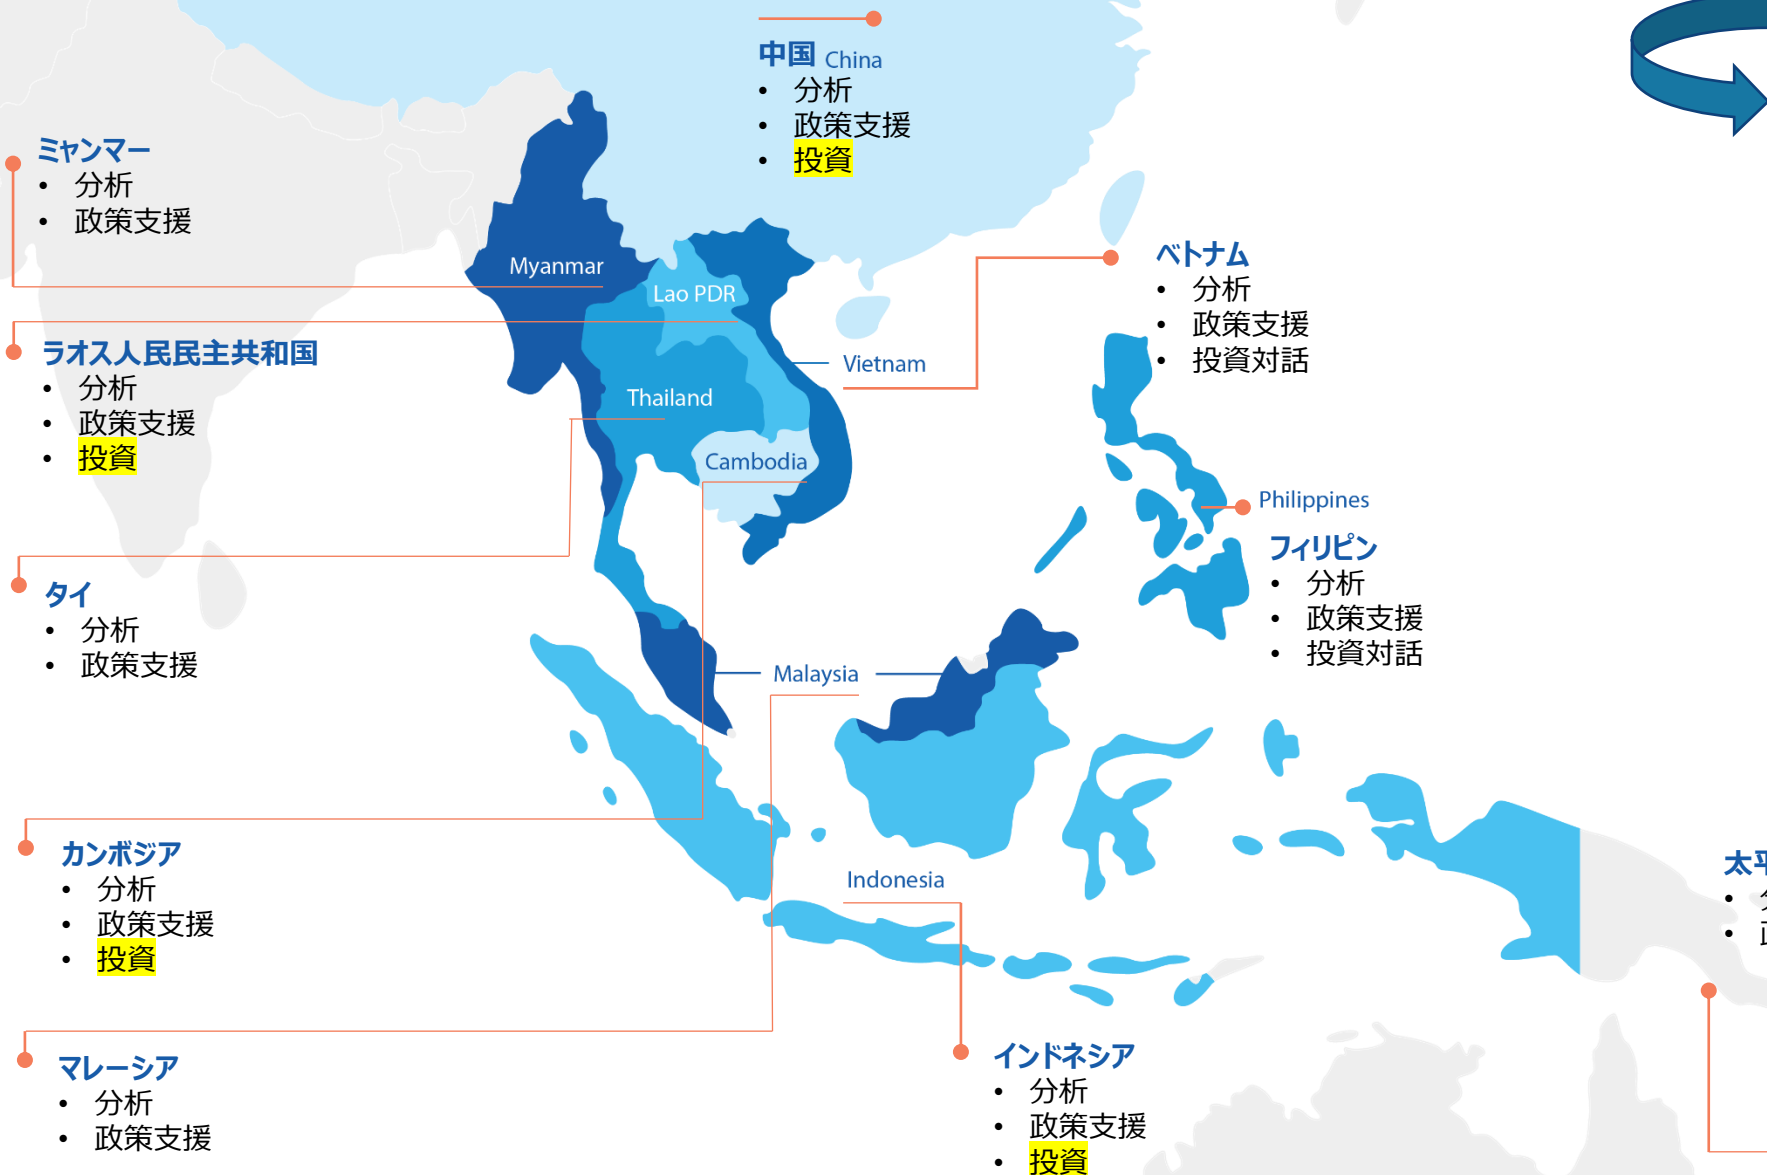 中国 China
• 分析
• 政策支援
• 投資
ミャンマー
• 分析
• 政策支援
Myanmar
Lao PDR
ベトナム
• 分析
• 政策支援
• 投資対話
ラオス人民民主共和国
• 分析
• 政策支援
• 投資
Vietnam
Thailand
Cambodia
Philippines
フィリピン
• 分析
• 政策支援
• 投資対話
タイ
• 分析
• 政策支援
Malaysia
カンボジア
• 分析
• 政策支援
• 投資
Indonesia
太平
マレーシア
• 分析
• 政策支援
インドネシア
• 分析
• 政策支援
• 投資